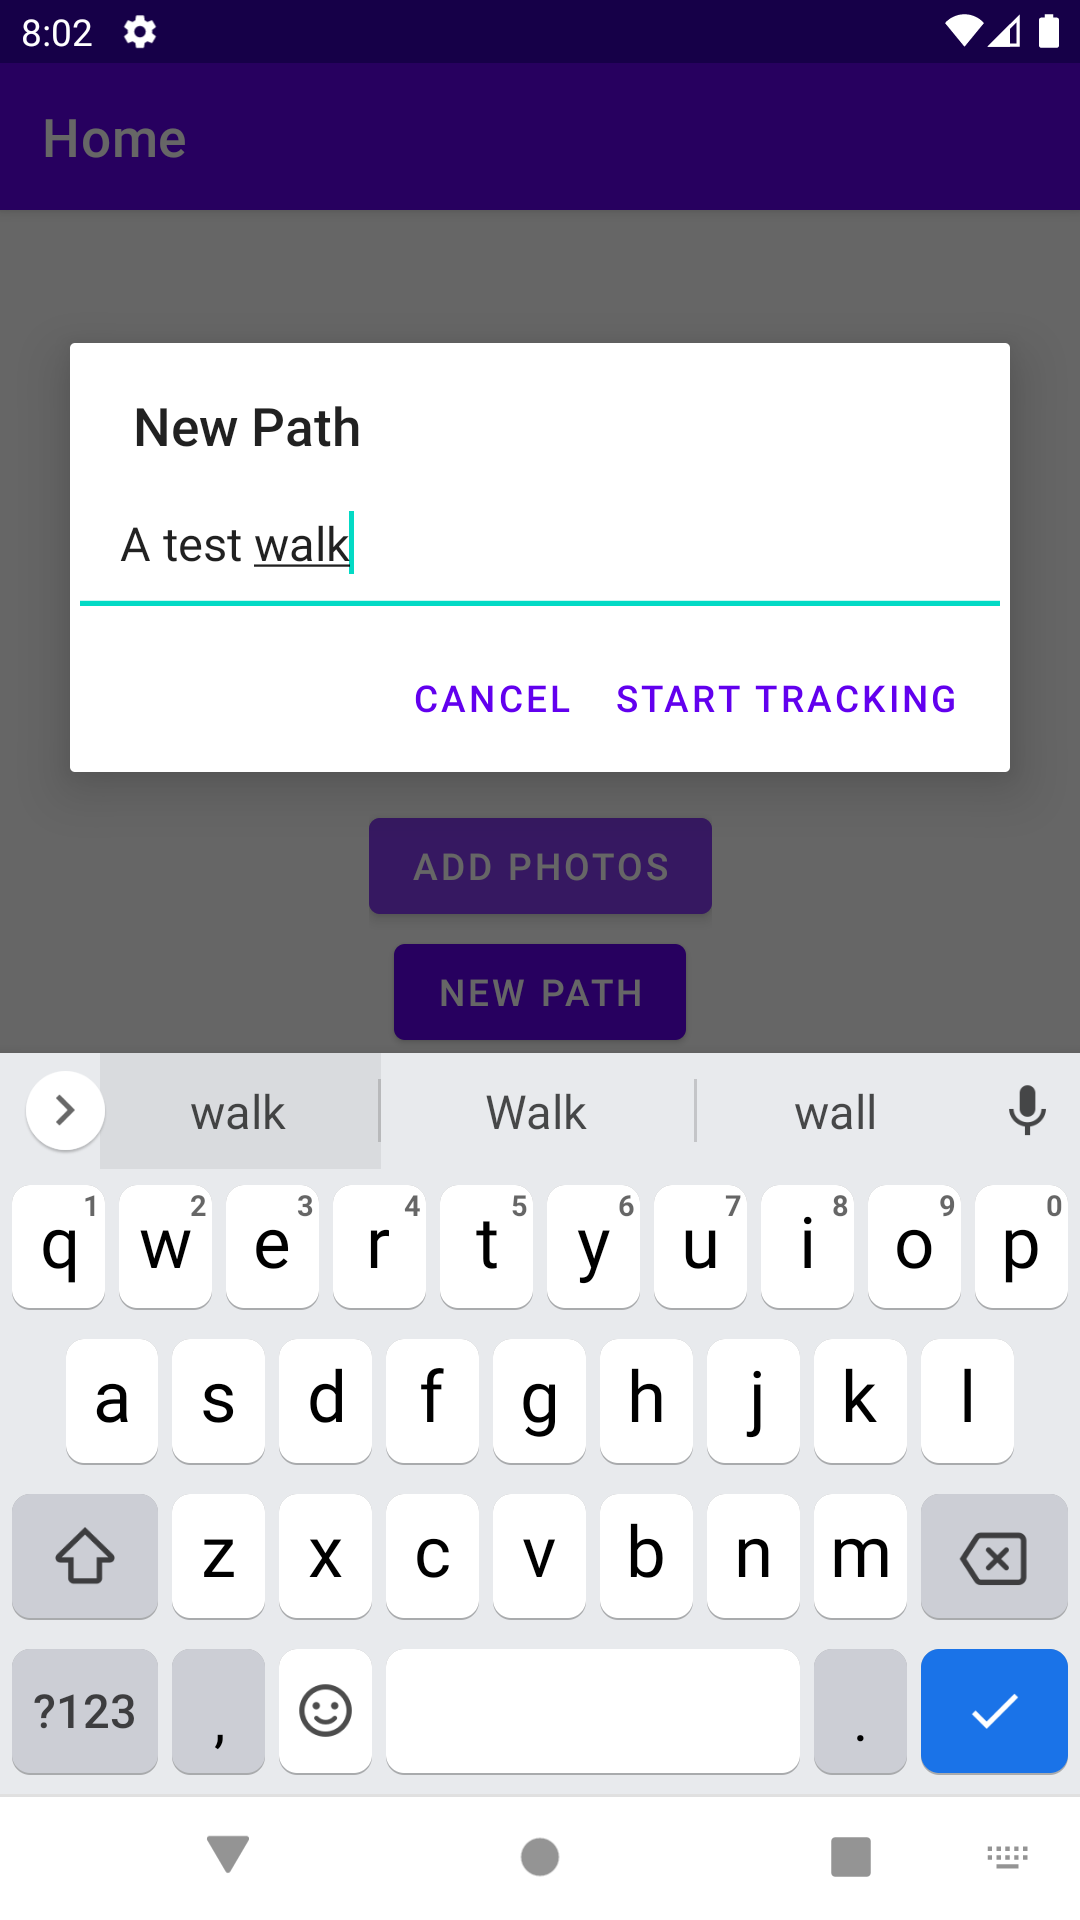 8:02
Home
New Path
A test walk
CANCEL START TRACKING
ADD PHOTOS
NEW PATH
walk Walk wall
1 2 3 4 5 6 7 8 9 0
q w e r t y u i o p
a s d f g h j k l
z x c v b n m
?123 , .